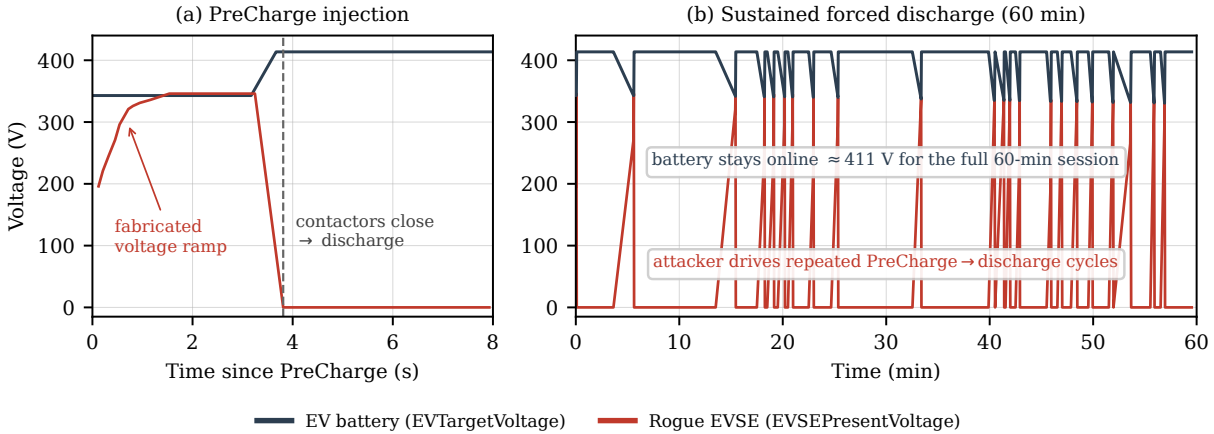 (a) PreCharge injection
(b) Sustained forced discharge (60 min)
Voltage (V)
400
300
200
100
0
fabricated
voltage ramp
contactors close
→ discharge
0
2
4
6
8
Time since PreCharge (s)
400
300
200
100
0
battery stays online ≈ 411 V for the full 60-min session
attacker drives repeated PreCharge→discharge cycles
0
10
20
30
40
50
60
Time (min)
EV battery (EVTargetVoltage)
Rogue EVSE (EVSEPresentVoltage)